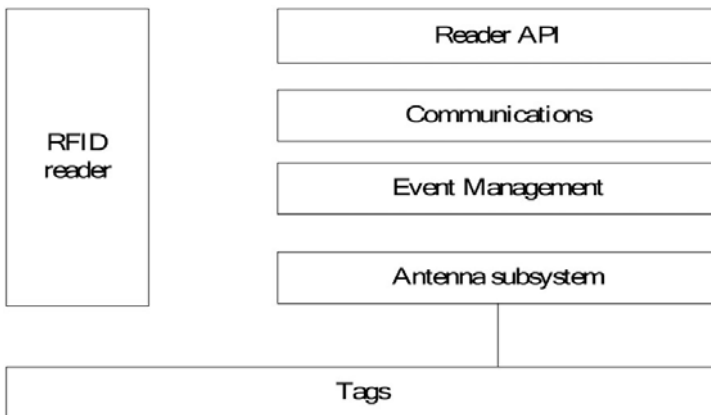 Reader API
Communications
RFID
reader
Event Management
Antenna subsystem
Tags